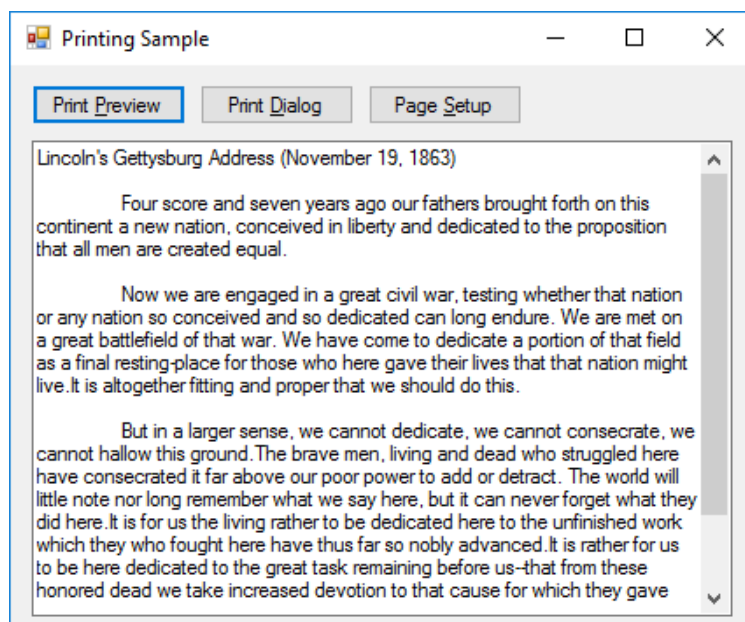 Printing Sample
Print Preview Print Dialog Page Setup
Lincoln's Gettysburg Address (November 19, 1863)
Four score and seven years ago our fathers brought forth on this
continent a new nation, conceived in liberty and dedicated to the proposition
that all men are created equal.
Now we are engaged in a great civil war, testing whether that nation
or any nation so conceived and so dedicated can long endure. We are met on
a great battlefield of that war. We have come to dedicate a portion of that field
as a final resting-place for those who here gave their lives that that nation might
live.It is altogether fitting and proper that we should do this.
But in a larger sense, we cannot dedicate, we cannot consecrate, we
cannot hallow this ground.The brave men, living and dead who struggled here
have consecrated it far above our poor power to add or detract. The world will
little note nor long remember what we say here, but it can never forget what they
did here.It is for us the living rather to be dedicated here to the unfinished work
which they who fought here have thus far so nobly advanced.It is rather for us
to be here dedicated to the great task remaining before us--that from these
honored dead we take increased devotion to that cause for which they gave